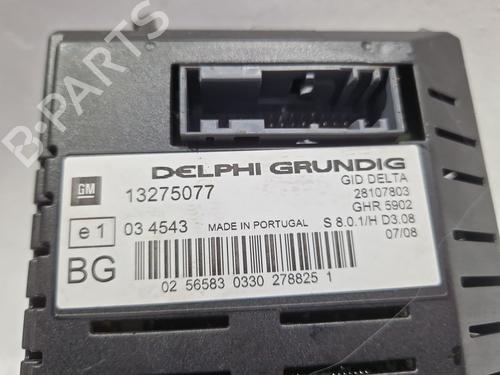 B-PARTS
DELPHI GRUNDIG
GM
13275077
GID DELTA
28107803
GHR 5902
e1
03 4543
MADE IN PORTUGAL
S 8.0.1/H D3.08
07/08
BG
02 56583 0330 278825 1